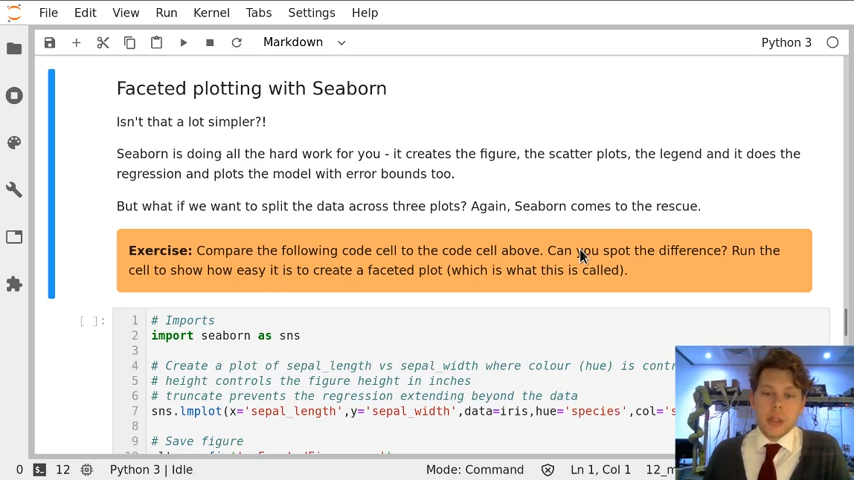 File Edit View Run Kernel Tabs Settings Help
Markdown Python 3
Faceted plotting with Seaborn
Isn't that a lot simpler?!
Seaborn is doing all the hard work for you - it creates the figure, the scatter plots, the legend and it does the
regression and plots the model with error bounds too.
But what if we want to split the data across three plots? Again, Seaborn comes to the rescue.
Exercise: Compare the following code cell to the code cell above. Can you spot the difference? Run the
cell to show how easy it is to create a faceted plot (which is what this is called).
[ ]: 1 # Imports
2 import seaborn as sns
3
4 # Create a plot of sepal_length vs sepal_width where colour (hue) is
5 # height controls the figure height in inches
6 # truncate prevents the regression extending beyond the data
7 sns.lmplot(x='sepal_length',y='sepal_width',data=iris,hue='species',col='s
8
9 # Save figure
0 12 Python 3 | Idle Mode: Command Ln 1, Col 1 12_m